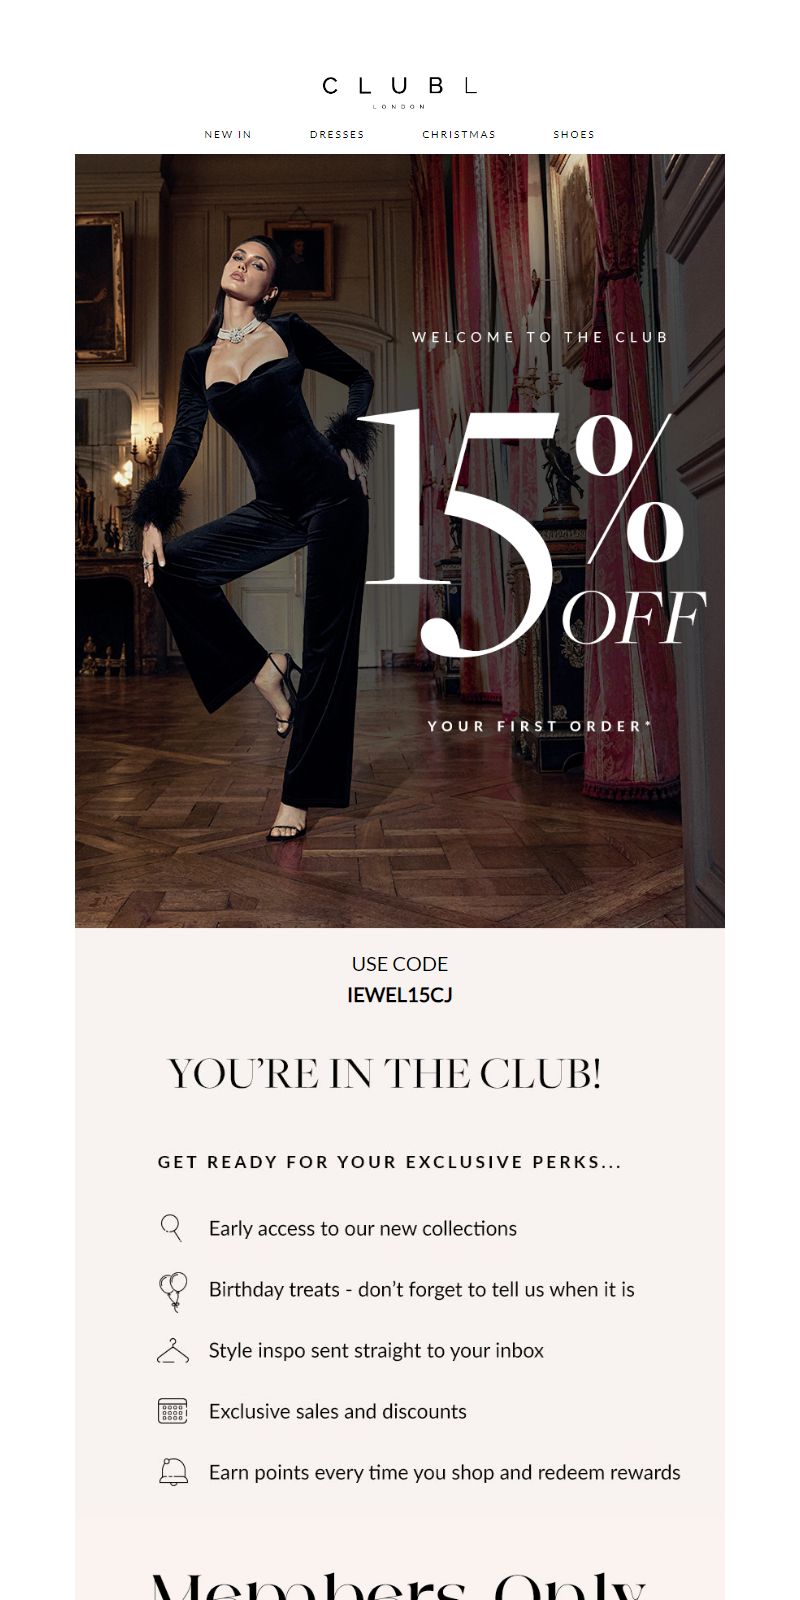 CLUB L
LONDON
NEW IN DRESSES CHRISTMAS SHOES
WELCOME TO THE CLUB
15%
OFF
YOUR FIRST ORDER*
USE CODE
IEWEL15CJ
YOU'RE IN THE CLUB!
GET READY FOR YOUR EXCLUSIVE PERKS...
Early access to our new collections
Birthday treats - don't forget to tell us when it is
Style inspo sent straight to your inbox
Exclusive sales and discounts
Earn points every time you shop and redeem rewards
Members Only